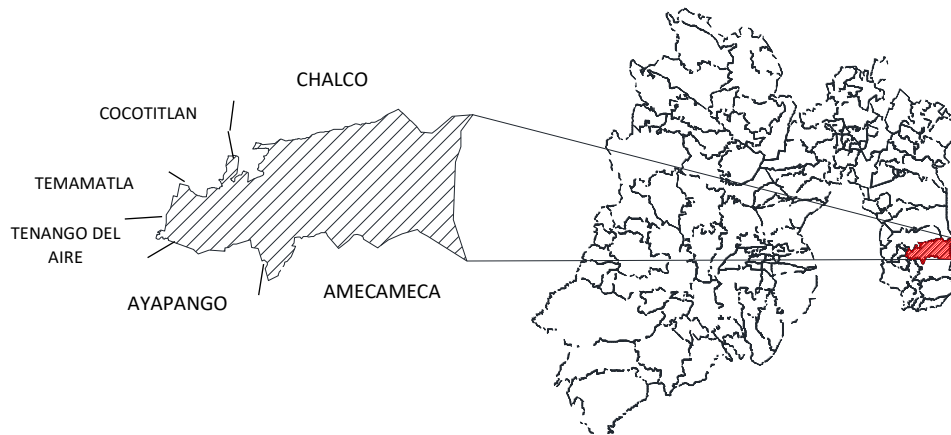 CHALCO
COCOTITLAN
TEMAMATLA
TENANGO DEL
AIRE
AYAPANGO
AMECAMECA